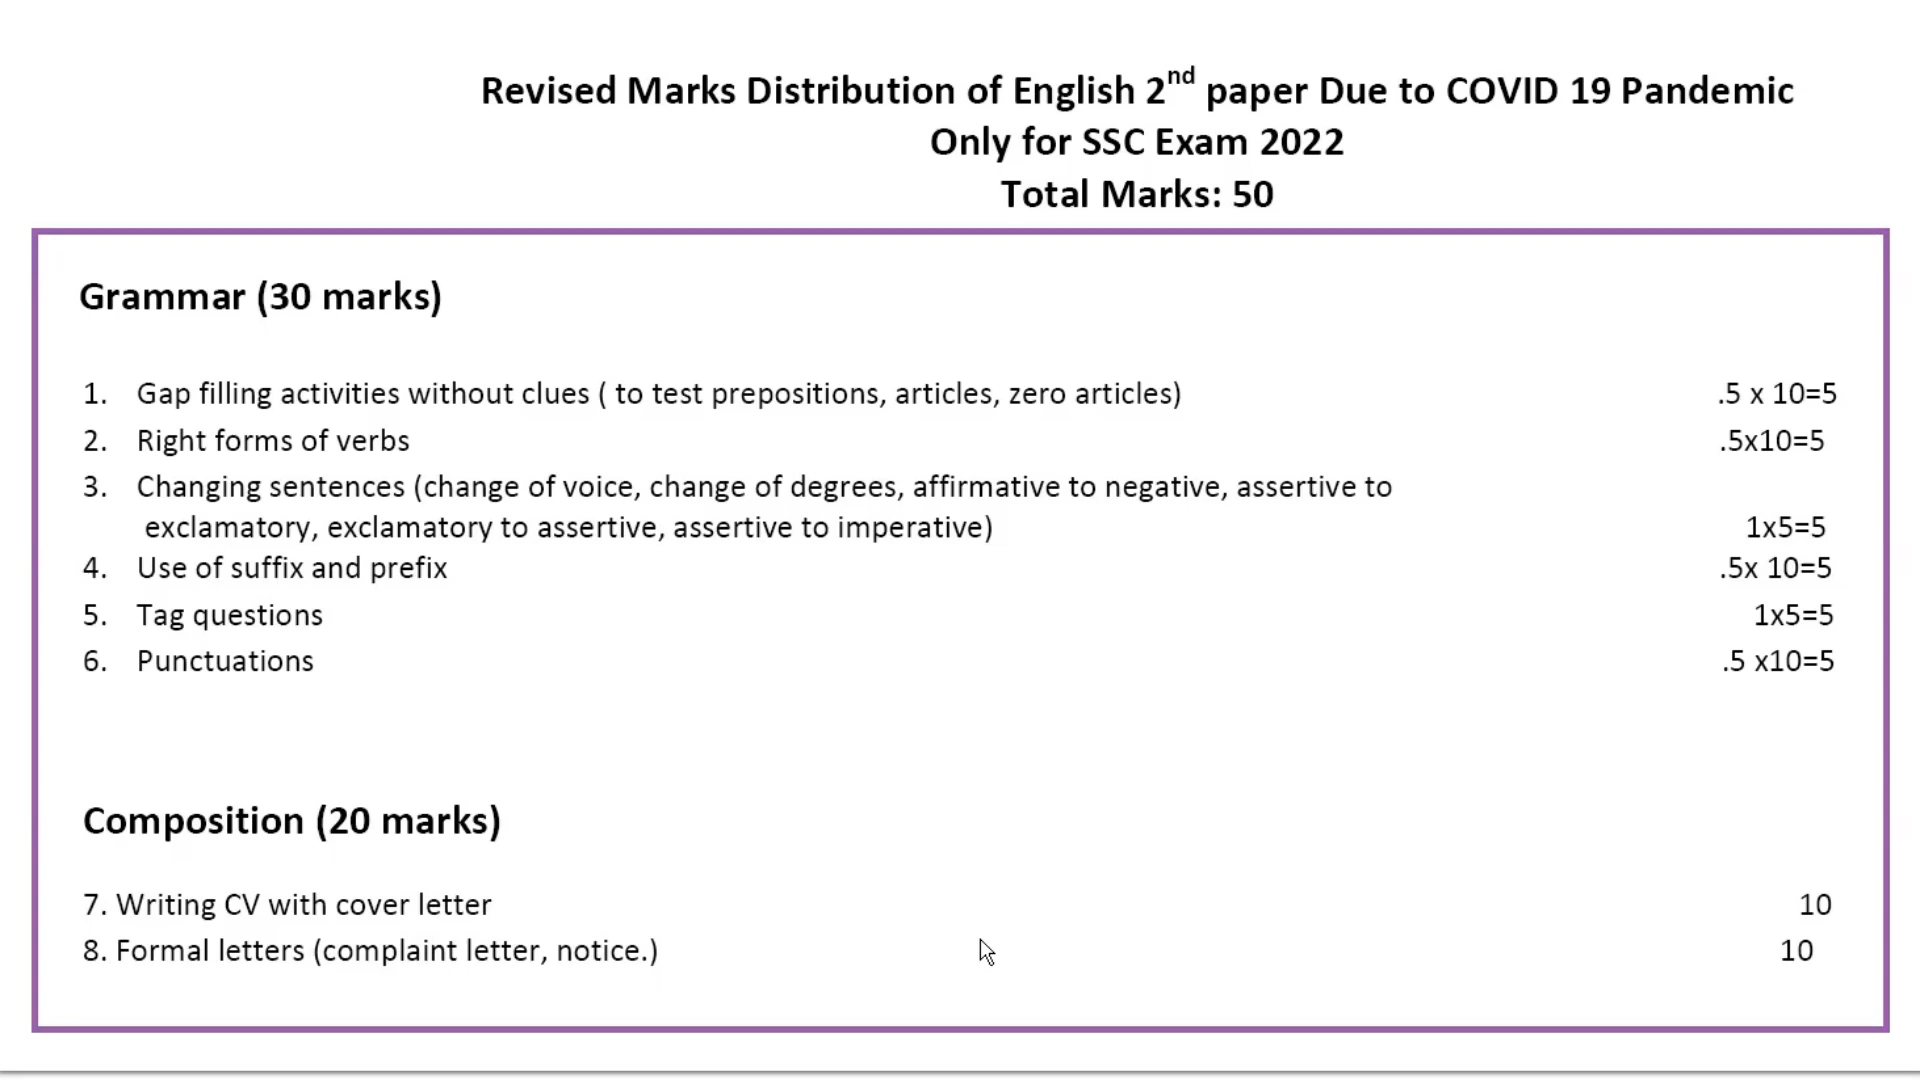 Revised Marks Distribution of English 2nd paper Due to COVID 19 Pandemic
Only for SSC Exam 2022
Total Marks: 50
Grammar (30 marks)
1. Gap filling activities without clues ( to test prepositions, articles, zero articles) .5 x 10=5
2. Right forms of verbs .5x10=5
3. Changing sentences (change of voice, change of degrees, affirmative to negative, assertive to
exclamatory, exclamatory to assertive, assertive to imperative) 1x5=5
4. Use of suffix and prefix .5x 10=5
5. Tag questions 1x5=5
6. Punctuations .5 x10=5
Composition (20 marks)
7. Writing CV with cover letter 10
8. Formal letters (complaint letter, notice.) 10